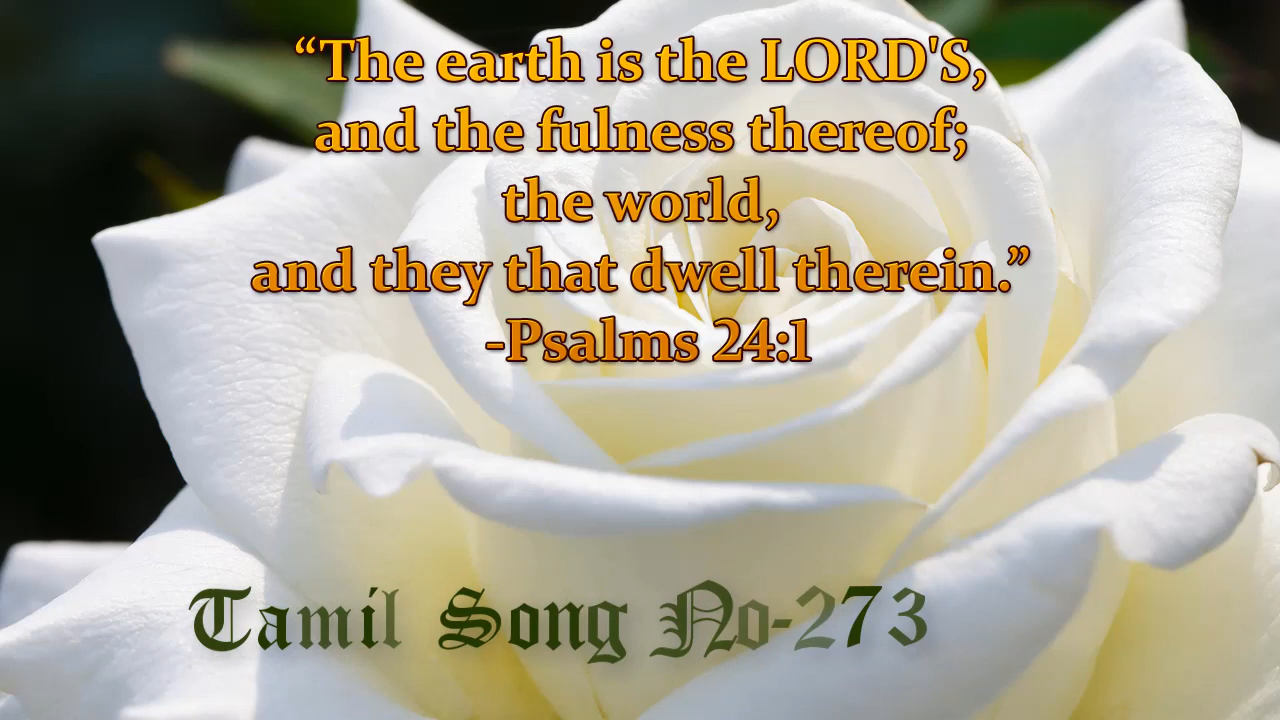 “The earth is the LORD'S,
and the fulness thereof;
the world,
and they that dwell therein.”
-Psalms 24:1
Tamil Song No-273